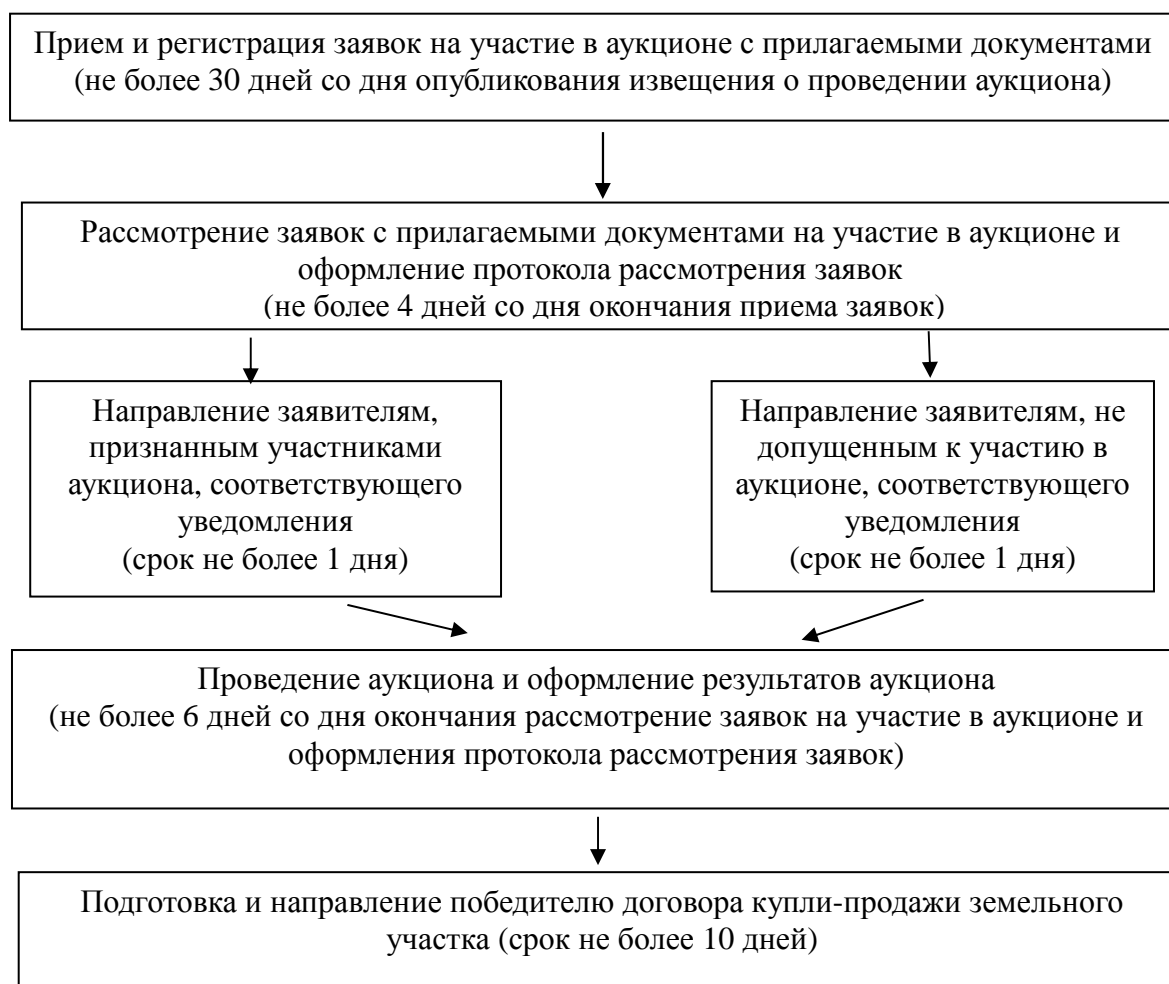 Прием и регистрация заявок на участие в аукционе с прилагаемыми документами
(не более 30 дней со дня опубликования извещения о проведении аукциона)
Рассмотрение заявок с прилагаемыми документами на участие в аукционе и
оформление протокола рассмотрения заявок
(не более 4 дней со дня окончания приема заявок)
Направление заявителям,
признанным участниками
аукциона, соответствующего
уведомления
(срок не более 1 дня)
Направление заявителям, не
допущенным к участию в
аукционе, соответствующего
уведомления
(срок не более 1 дня)
Проведение аукциона и оформление результатов аукциона
(не более 6 дней со дня окончания рассмотрение заявок на участие в аукционе и
оформления протокола рассмотрения заявок)
Подготовка и направление победителю договора купли-продажи земельного
участка (срок не более 10 дней)